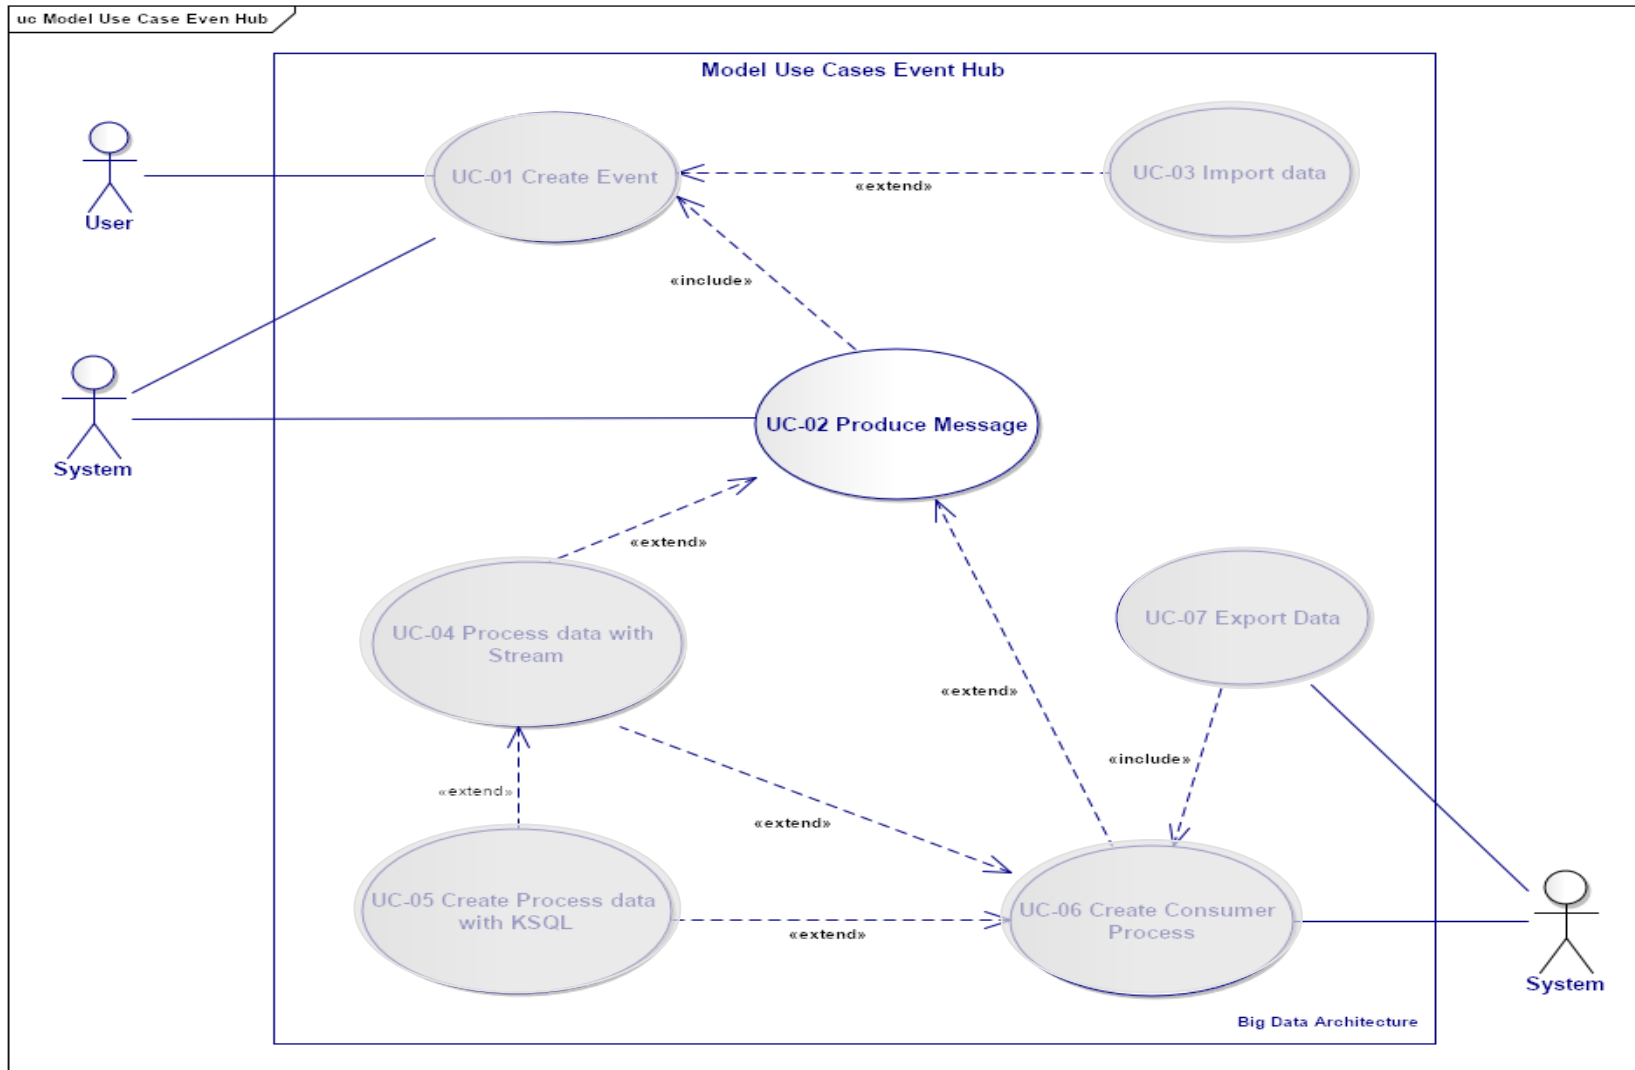 uc Model Use Case Even Hub
Model Use Cases Event Hub
UC-01 Create Event
UC-03 Import data
«extend»
User
«include»
UC-02 Produce Message
System
«extend»
UC-04 Process data with
Stream
UC-07 Export Data
«extend»
«include»
«extend»
«extend»
UC-05 Create Process data
with KSQL
UC-06 Create Consumer
Process
«extend»
System
Big Data Architecture